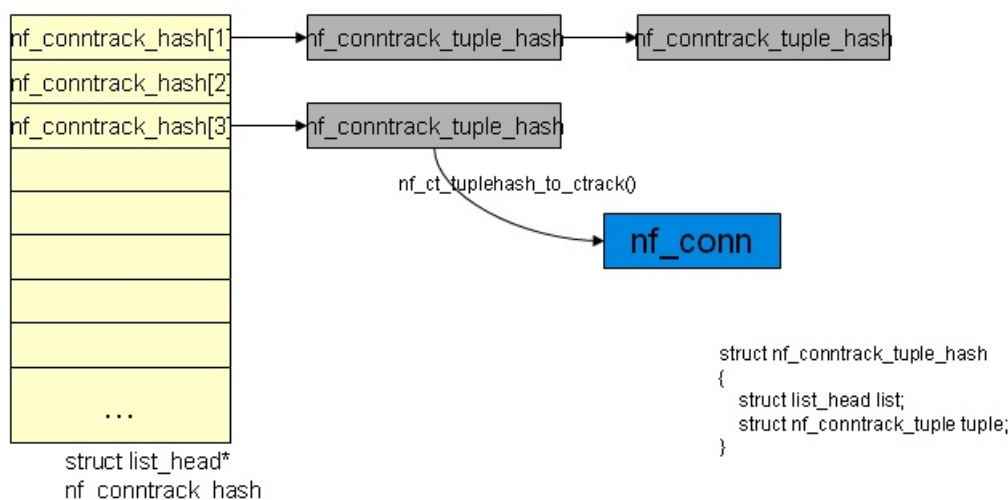 nf_conntrack_hash[1]
nf_conntrack_tuple_hash
nf_conntrack_tuple_hash
nf_conntrack_hash[2]
nf_conntrack_hash[3]
nf_conntrack_tuple_hash
nf_ct_tuplehash_to_ctrack()
nf_conn
...
struct list_head*
nf_conntrack_hash
struct nf_conntrack_tuple_hash
{
struct list_head list;
struct nf_conntrack_tuple tuple;
}